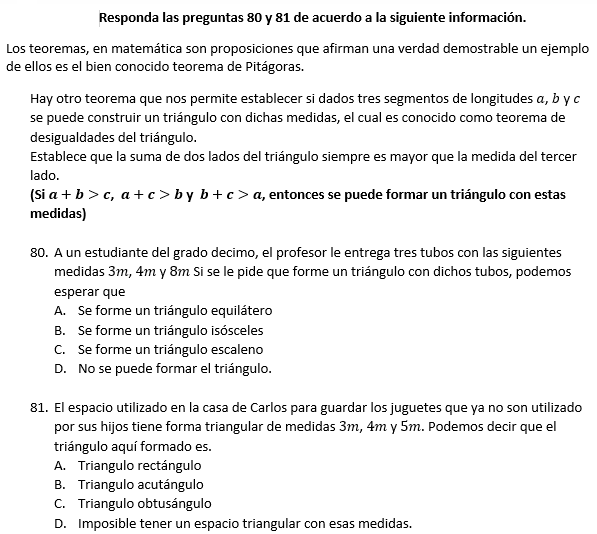 Responda las preguntas 80 y 81 de acuerdo a la siguiente información.
Los teoremas, en matemática son proposiciones que afirman una verdad demostrable un ejemplo
de ellos es el bien conocido teorema de Pitágoras.
Hay otro teorema que nos permite establecer si dados tres segmentos de longitudes a, b y c
se puede construir un triángulo con dichas medidas, el cual es conocido como teorema de
desigualdades del triángulo.
Establece que la suma de dos lados del triángulo siempre es mayor que la medida del tercer
lado.
(Si a + b > c, a + c > b y b + c > a, entonces se puede formar un triángulo con estas
medidas)
80. A un estudiante del grado decimo, el profesor le entrega tres tubos con las siguientes
medidas 3m, 4m y 8m Si se le pide que forme un triángulo con dichos tubos, podemos
esperar que
A. Se forme un triángulo equilátero
B. Se forme un triángulo isósceles
C. Se forme un triángulo escaleno
D. No se puede formar el triángulo.
81. El espacio utilizado en la casa de Carlos para guardar los juguetes que ya no son utilizado
por sus hijos tiene forma triangular de medidas 3m, 4m y 5m. Podemos decir que el
triángulo aquí formado es.
A. Triangulo rectángulo
B. Triangulo acutángulo
C. Triangulo obtusángulo
D. Imposible tener un espacio triangular con esas medidas.